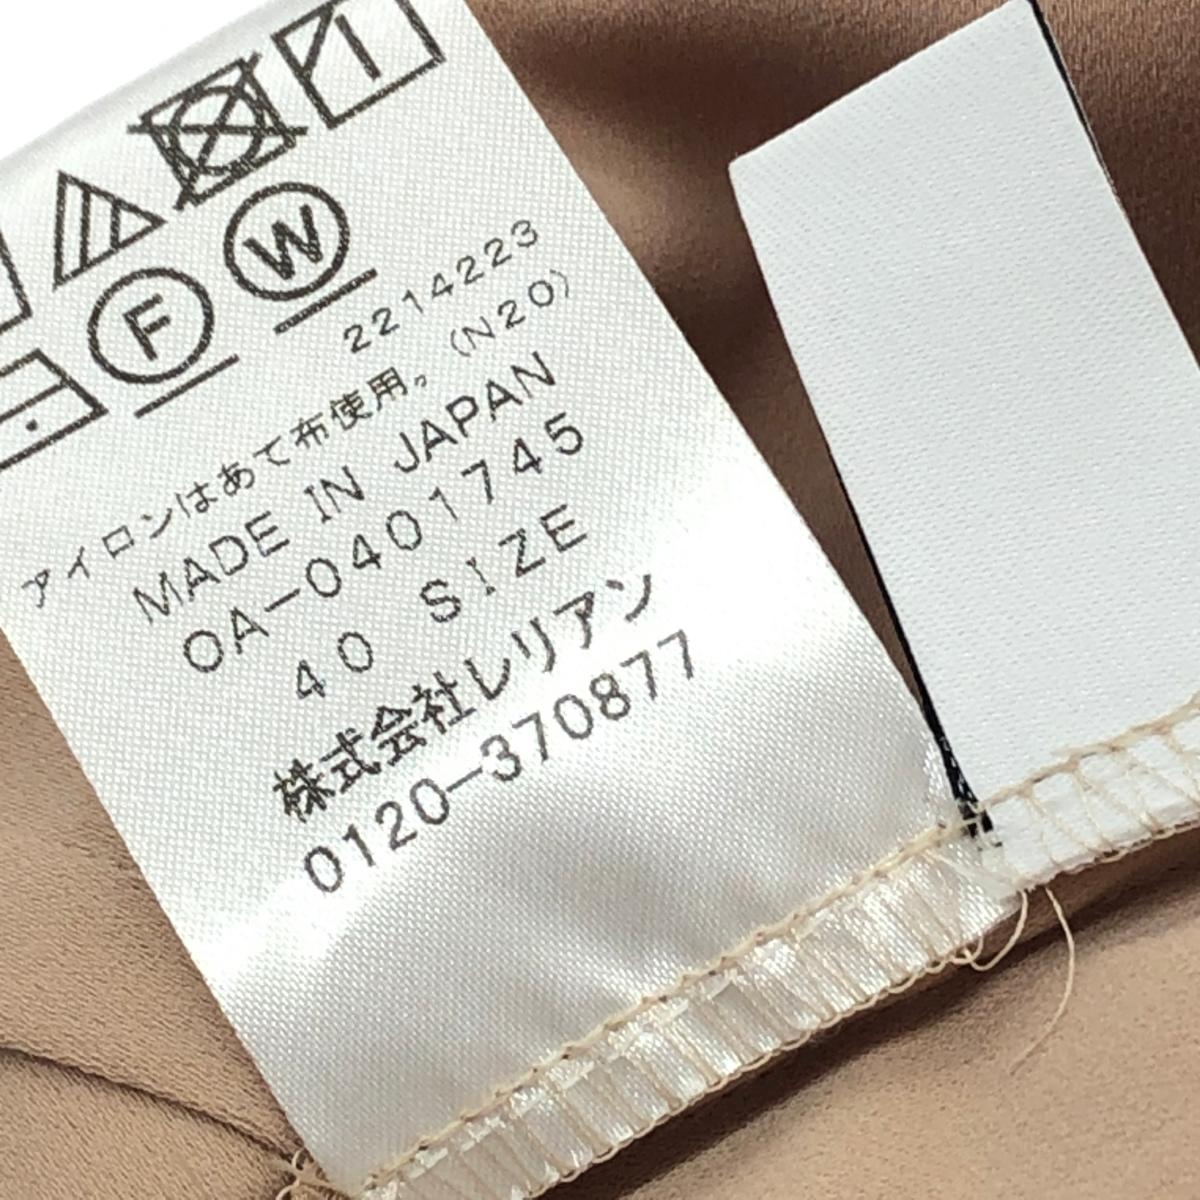 F
W
2214223
アイロンはあて布使用。(N20)
MADE IN JAPAN
OA-0401745
40 SIZE
株式会社レリアン
0120-370877